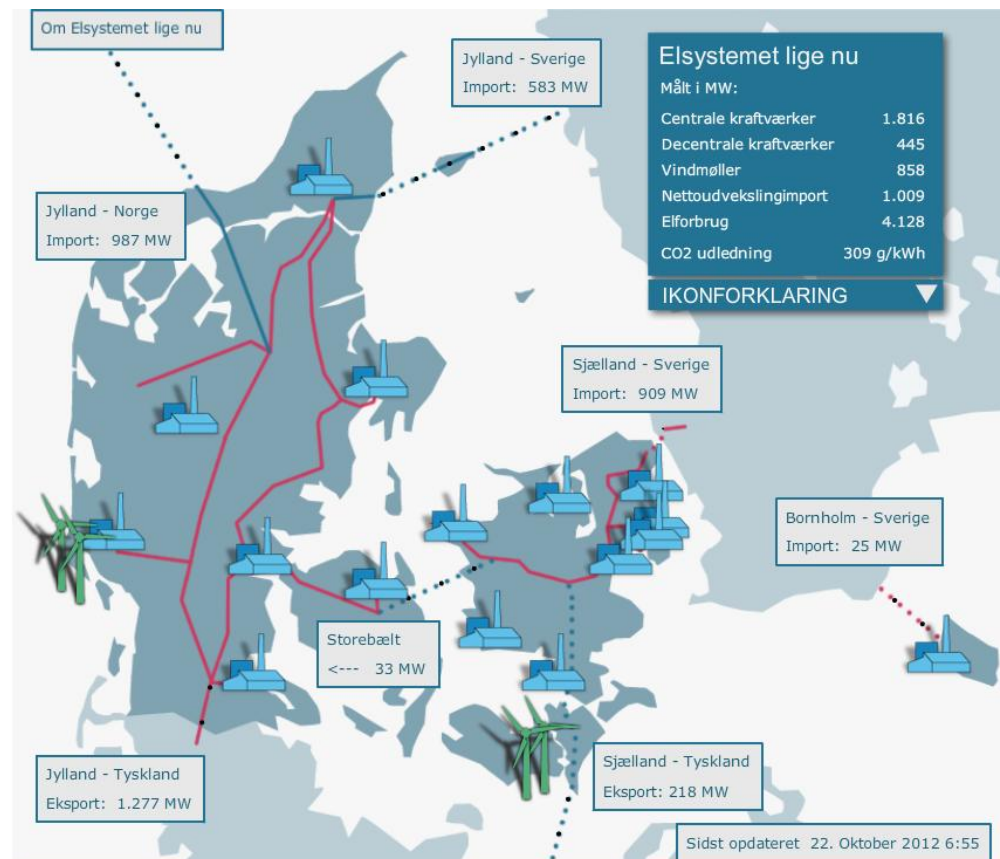 Om Elsystemet lige nu
Jylland - Sverige
Import: 583 MW
Elsystemet lige nu
Målt i MW:
Centrale kraftværker 1.816
Decentrale kraftværker 445
Vindmøller 858
Nettoudvekslingimport 1.009
Elforbrug 4.128
CO2 udledning 309 g/kWh
IKONFORKLARING
Jylland - Norge
Import: 987 MW
Sjælland - Sverige
Import: 909 MW
Bornholm - Sverige
Import: 25 MW
Storebælt
<--- 33 MW
Jylland - Tyskland
Eksport: 1.277 MW
Sjælland - Tyskland
Eksport: 218 MW
Sidst opdateret 22. Oktober 2012 6:55